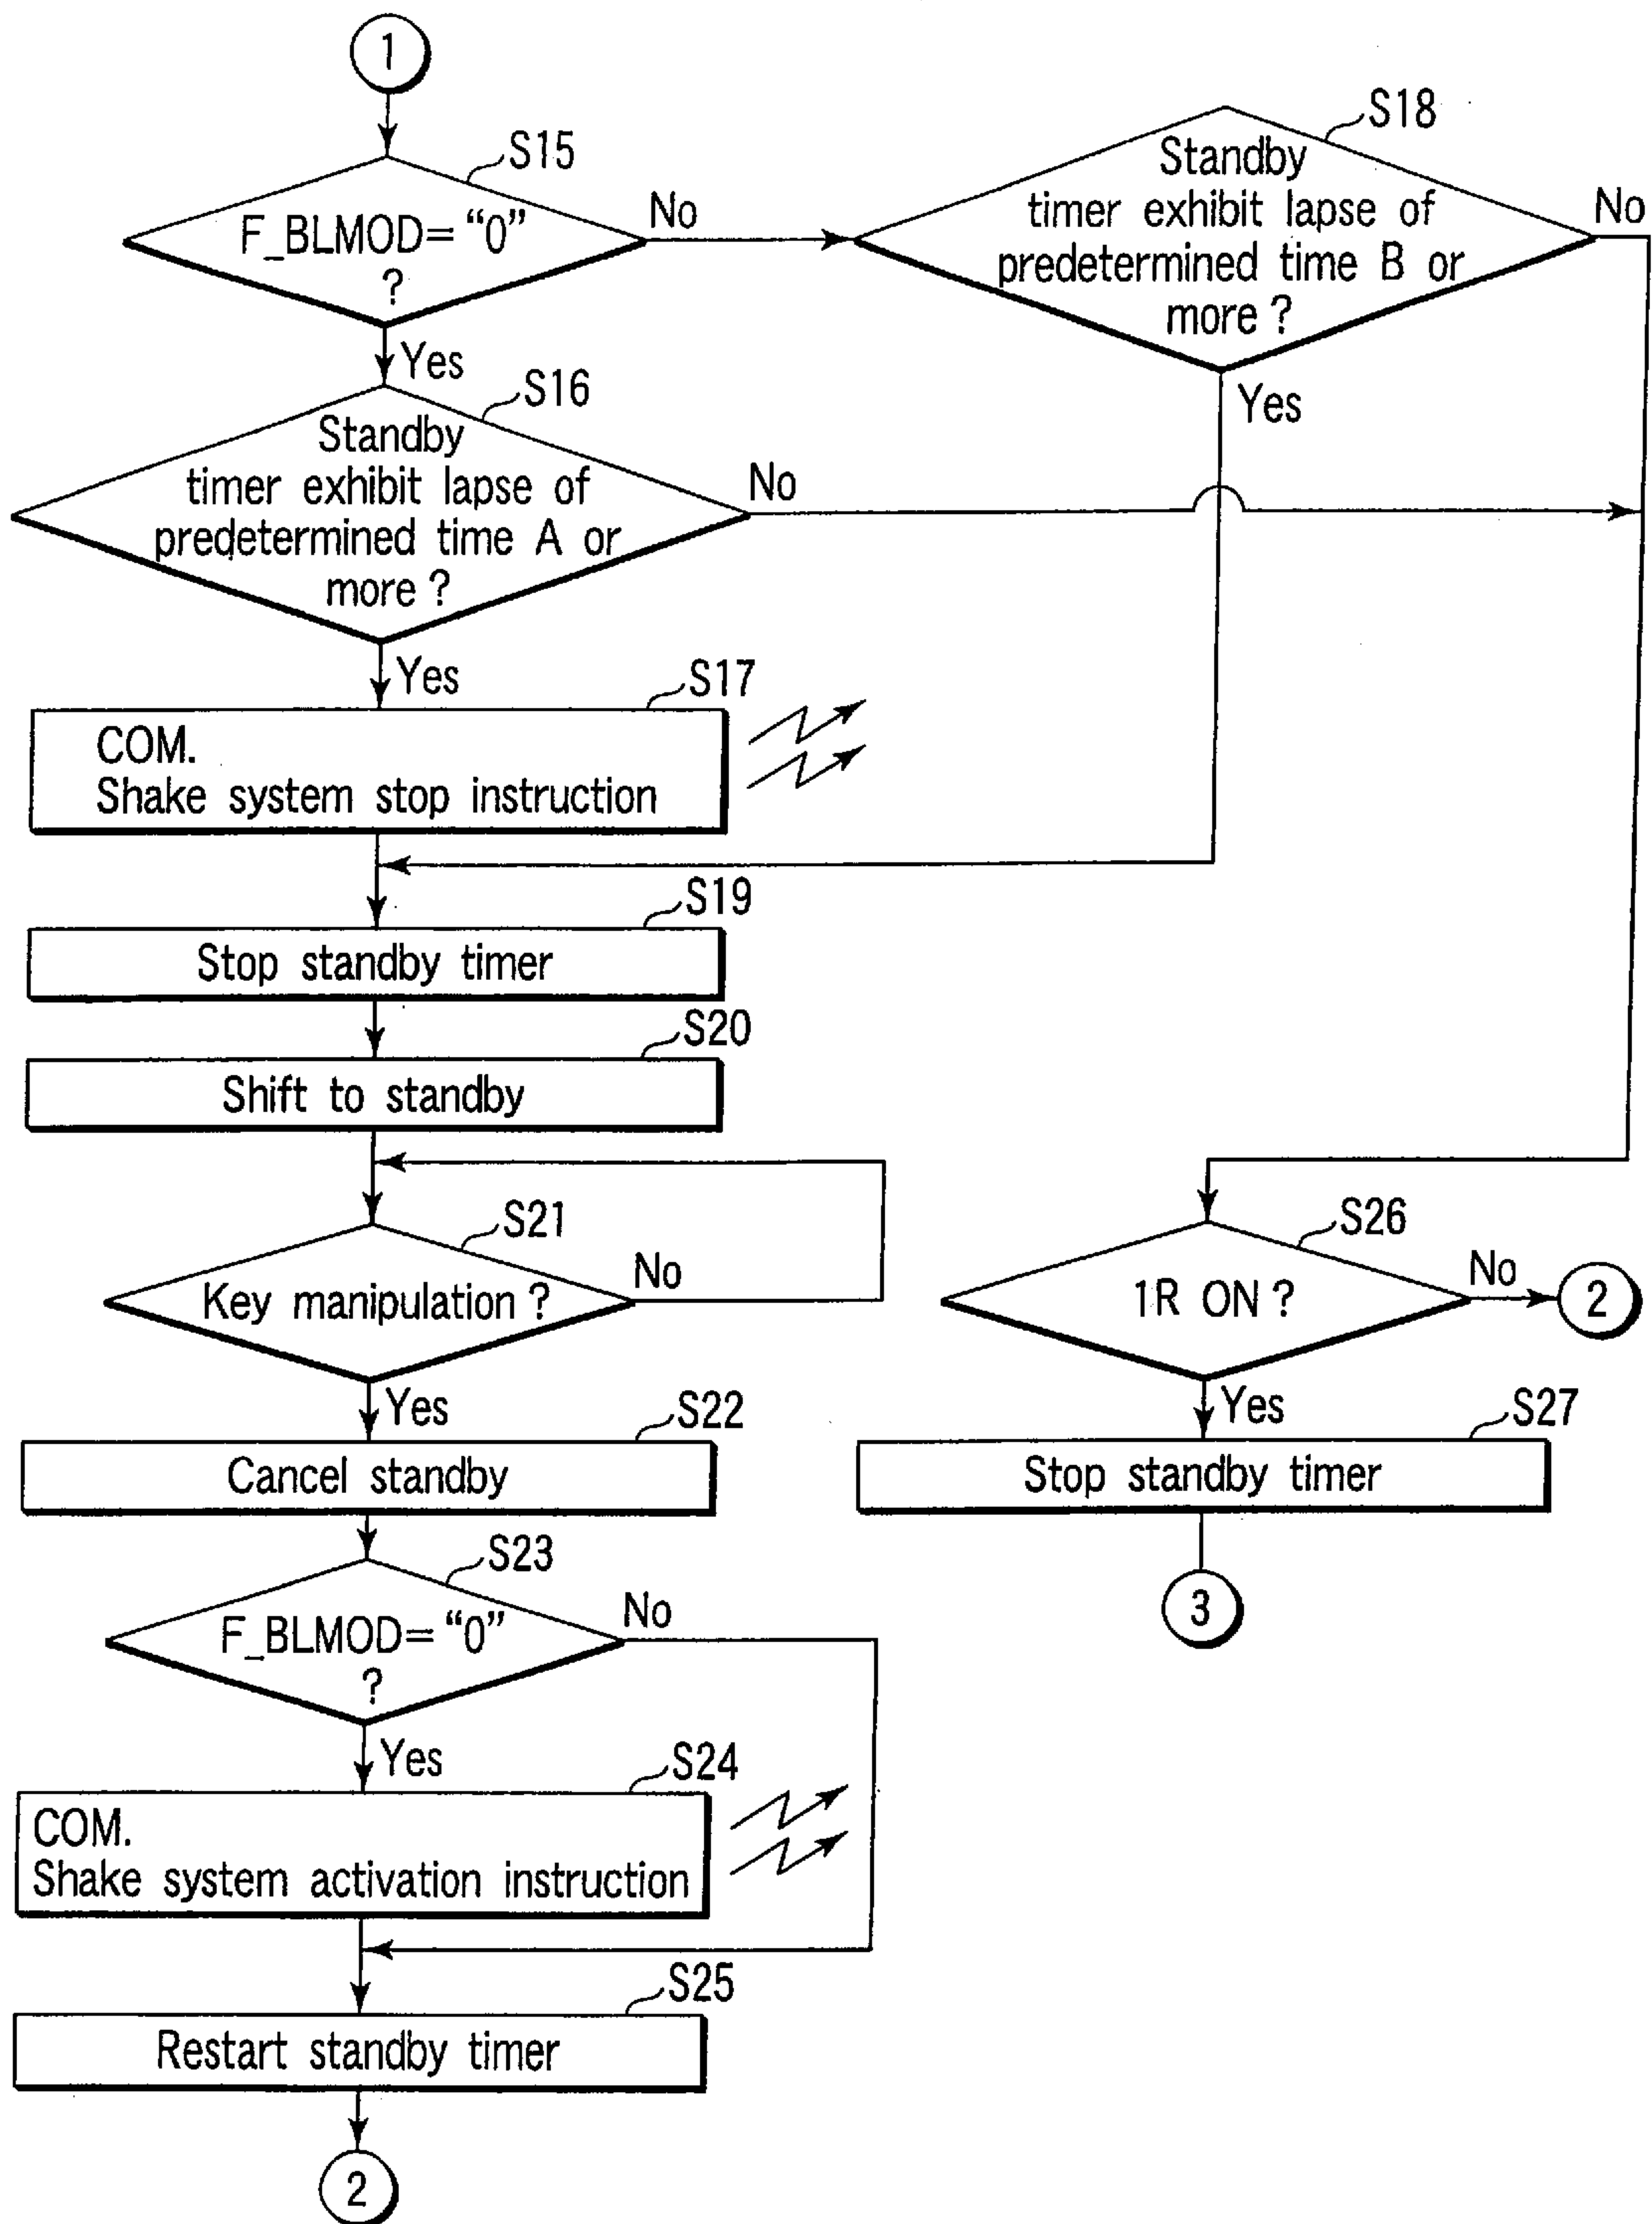 1
S15
F_BLMOD= "0"
?
No
Yes
S18
Standby
timer exhibit lapse of
predetermined time B or
more ?
No
Yes
S16
Standby
timer exhibit lapse of
predetermined time A or
more ?
No
Yes
S17
COM.
Shake system stop instruction
S19
Stop standby timer
S20
Shift to standby
S21
Key manipulation ?
No
Yes
S26
1R ON ?
No
2
Yes
S22
Cancel standby
S27
Stop standby timer
3
S23
F_BLMOD= "0"
?
No
Yes
S24
COM.
Shake system activation instruction
S25
Restart standby timer
2